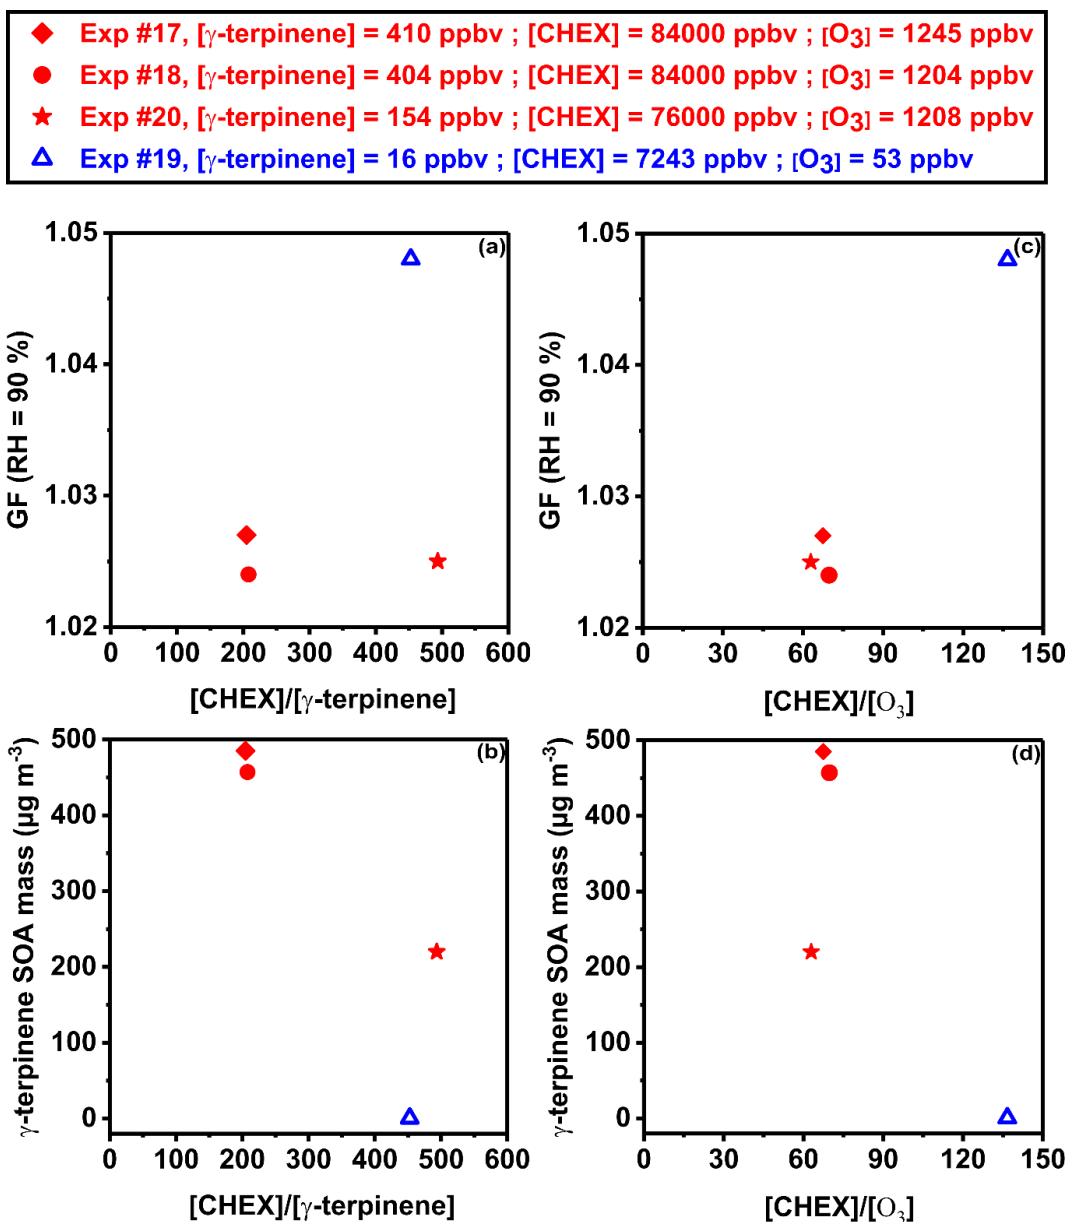 Exp #17, [γ-terpinene] = 410 ppbv ; [CHEX] = 84000 ppbv ; [O3] = 1245 ppbv
Exp #18, [γ-terpinene] = 404 ppbv ; [CHEX] = 84000 ppbv ; [O3] = 1204 ppbv
Exp #20, [γ-terpinene] = 154 ppbv ; [CHEX] = 76000 ppbv ; [O3] = 1208 ppbv
Exp #19, [γ-terpinene] = 16 ppbv ; [CHEX] = 7243 ppbv ; [O3] = 53 ppbv
(a)
GF (RH = 90 %)
1.05
1.04
1.03
1.02
0 100 200 300 400 500 600
[CHEX]/[γ-terpinene]
(c)
GF (RH = 90 %)
1.05
1.04
1.03
1.02
0 30 60 90 120 150
[CHEX]/[O₃]
(b)
γ-terpinene SOA mass (µg m⁻³)
500
400
300
200
100
0
0 100 200 300 400 500 600
[CHEX]/[γ-terpinene]
(d)
γ-terpinene SOA mass (µg m⁻³)
500
400
300
200
100
0
0 30 60 90 120 150
[CHEX]/[O₃]